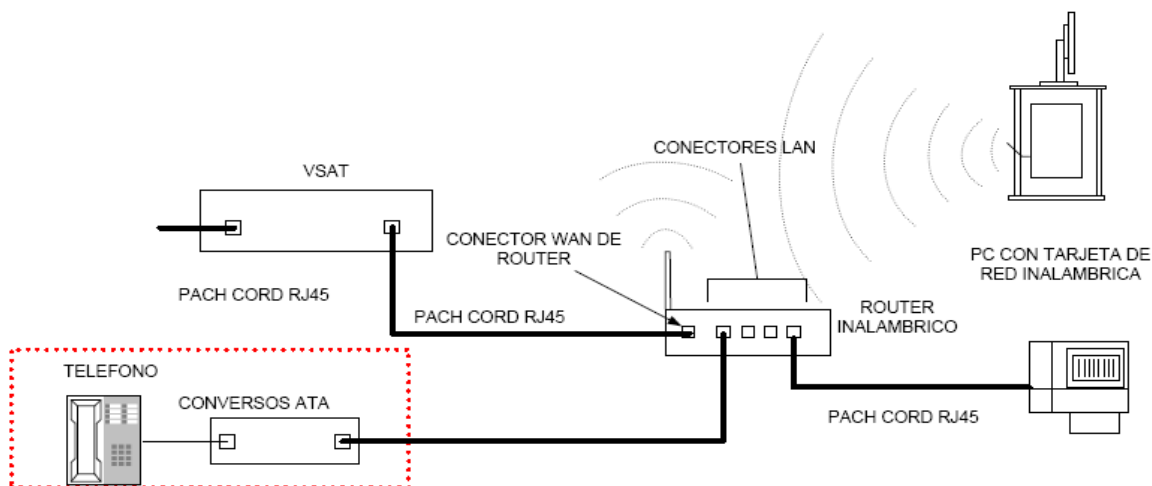 CONECTORES LAN
VSAT
CONECTOR WAN DE
ROUTER
PC CON TARJETA DE
RED INALAMBRICA
PACH CORD RJ45
PACH CORD RJ45
ROUTER
INALAMBRICO
TELEFONO
CONVERSOS ATA
PACH CORD RJ45